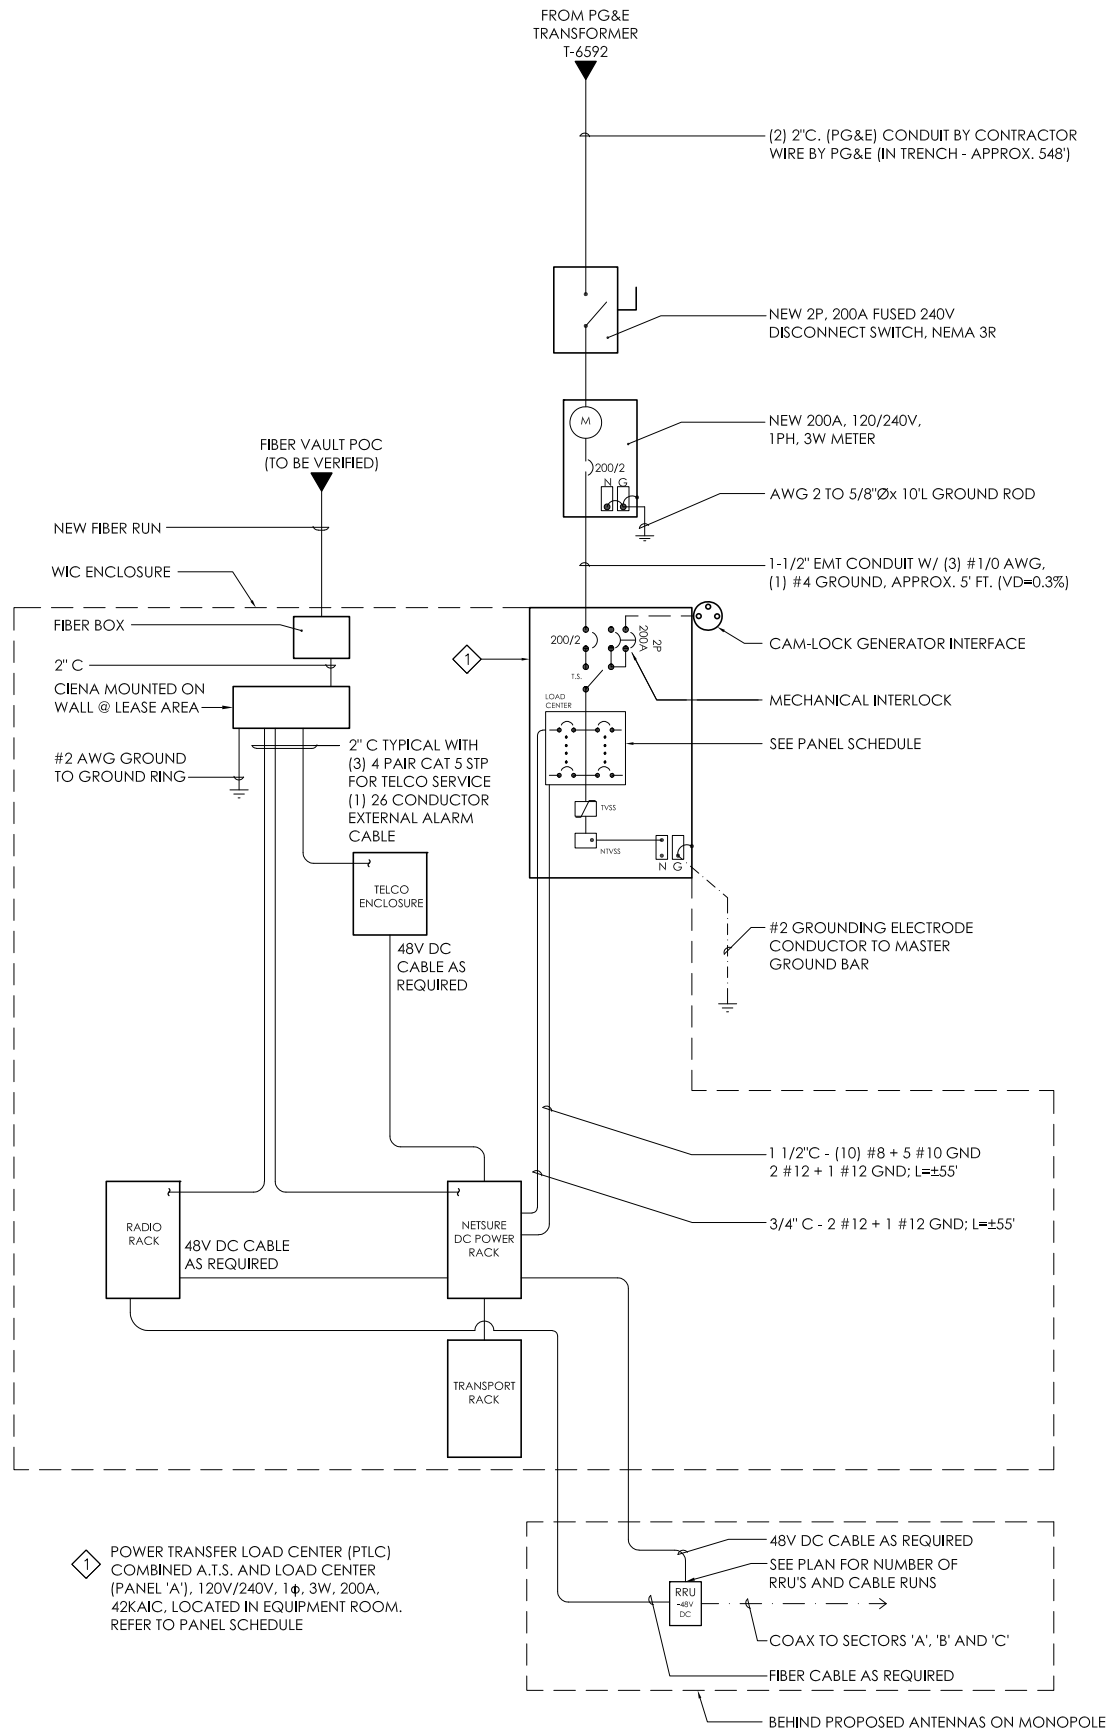 FROM PG&E
TRANSFORMER
T-6592
(2) 2"C. (PG&E) CONDUIT BY CONTRACTOR
WIRE BY PG&E (IN TRENCH - APPROX. 548')
NEW 2P, 200A FUSED 240V
DISCONNECT SWITCH, NEMA 3R
M
200/2
N G
NEW 200A, 120/240V,
1PH, 3W METER
AWG 2 TO 5/8"Øx 10'L GROUND ROD
1-1/2" EMT CONDUIT W/ (3) #1/0 AWG,
(1) #4 GROUND, APPROX. 5' FT. (VD=0.3%)
FIBER VAULT POC
(TO BE VERIFIED)
NEW FIBER RUN
WIC ENCLOSURE
FIBER BOX
2" C
CIENA MOUNTED ON
WALL @ LEASE AREA
#2 AWG GROUND
TO GROUND RING
2" C TYPICAL WITH
(3) 4 PAIR CAT 5 STP
FOR TELCO SERVICE
(1) 26 CONDUCTOR
EXTERNAL ALARM
CABLE
1
200/2
2P
200A
T.S.
LOAD
CENTER
TVSS
NTVSS
N G
CAM-LOCK GENERATOR INTERFACE
MECHANICAL INTERLOCK
SEE PANEL SCHEDULE
TELCO
ENCLOSURE
48V DC
CABLE AS
REQUIRED
#2 GROUNDING ELECTRODE
CONDUCTOR TO MASTER
GROUND BAR
1 1/2"C - (10) #8 + 5 #10 GND
2 #12 + 1 #12 GND; L=±55'
3/4" C - 2 #12 + 1 #12 GND; L=±55'
RADIO
RACK
48V DC CABLE
AS REQUIRED
NETSURE
DC POWER
RACK
TRANSPORT
RACK
1
POWER TRANSFER LOAD CENTER (PTLC)
COMBINED A.T.S. AND LOAD CENTER
(PANEL 'A'), 120V/240V, 1ϕ, 3W, 200A,
42KAIC, LOCATED IN EQUIPMENT ROOM.
REFER TO PANEL SCHEDULE
48V DC CABLE AS REQUIRED
SEE PLAN FOR NUMBER OF
RRU'S AND CABLE RUNS
RRU
-48V
DC
COAX TO SECTORS 'A', 'B' AND 'C'
FIBER CABLE AS REQUIRED
BEHIND PROPOSED ANTENNAS ON MONOPOLE